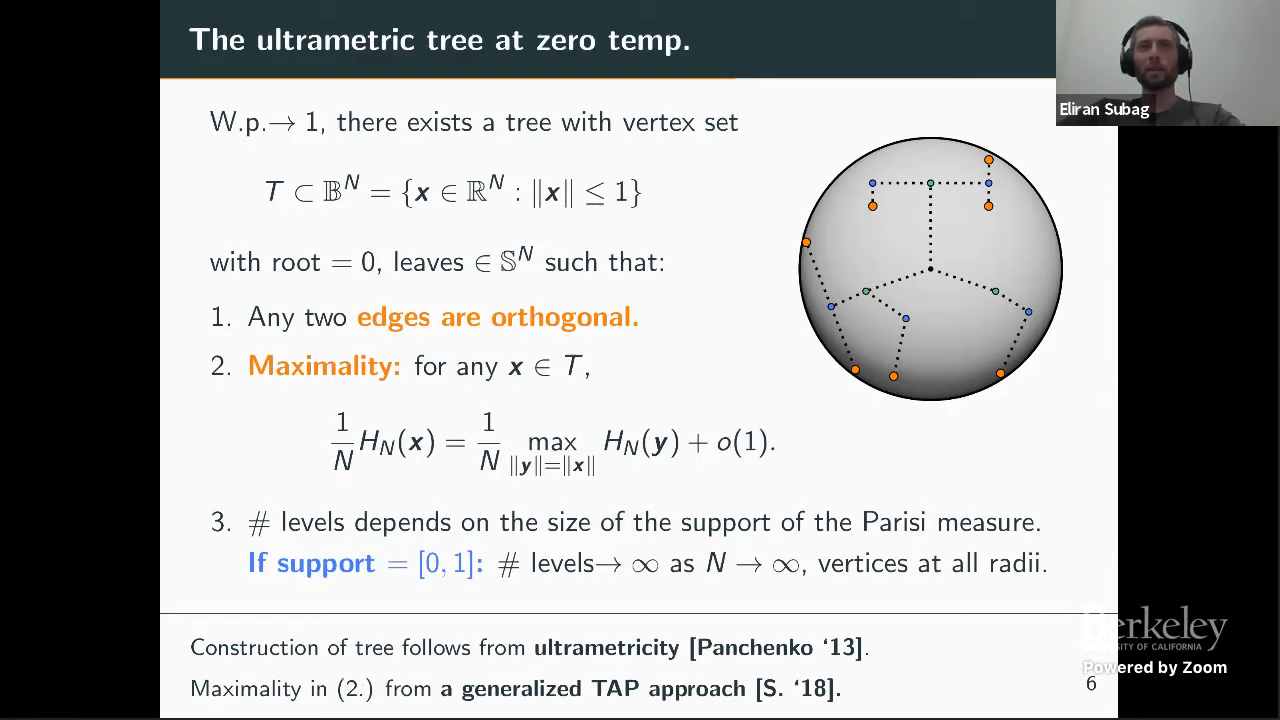 The ultrametric tree at zero temp.
Eliran Subag
W.p.→ 1, there exists a tree with vertex set
T ⊂ 𝔹^N = {x ∈ ℝ^N : ‖x‖ ≤ 1}
with root = 0, leaves ∈ 𝕊^N such that:
1. Any two edges are orthogonal.
2. Maximality: for any x ∈ T,
1/N H_N(x) = 1/N max_{‖y‖=‖x‖} H_N(y) + o(1).
3. # levels depends on the size of the support of the Parisi measure.
If support = [0, 1]: # levels→ ∞ as N → ∞, vertices at all radii.
Construction of tree follows from ultrametricity [Panchenko ‘13].
Maximality in (2.) from a generalized TAP approach [S. ‘18].
6
Berkeley
OF CALIFORNIA
Powered by Zoom